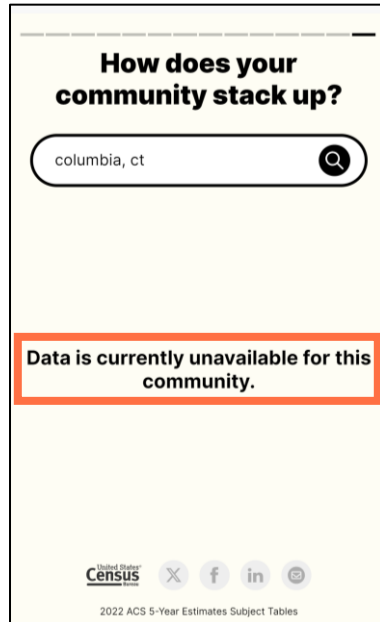 How does your
community stack up?
columbia, ct
Data is currently unavailable for this
community.
United States®
Census
Bureau
X f in
2022 ACS 5-Year Estimates Subject Tables